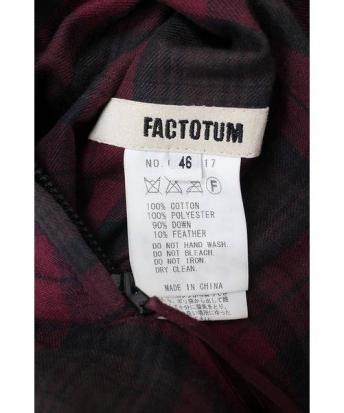 FACTOTUM
NO.
46
17
F
100% COTTON
100% POLYESTER
90% DOWN
10% FEATHER
DO NOT HAND WASH.
DO NOT BLEACH.
DO NOT IRON.
DRY CLEAN.
MADE IN CHINA